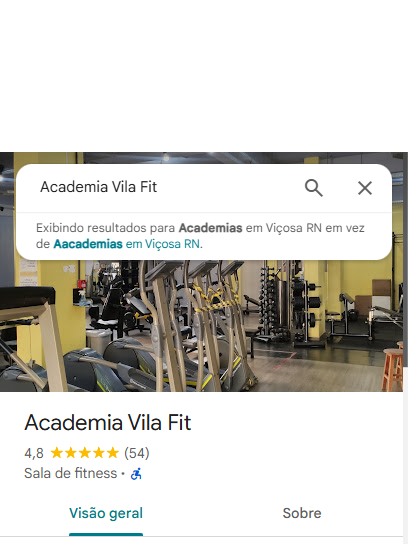 Academia Vila Fit
Exibindo resultados para Academias em Viçosa RN em vez
de Aacademias em Viçosa RN.
Academia Vila Fit
4,8 ★★★★★ (54)
Sala de fitness ·
Visão geral Sobre